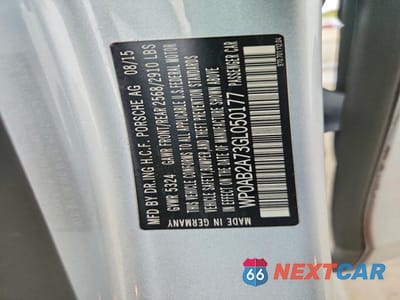 MFD BY DR.ING H.C.F. PORSCHE AG 08/15
GVWR 5324 GAWR FRONT/REAR 2568/2910 LBS
THIS VEHICLE CONFORMS TO ALL APPLICABLE U.S. FEDERAL MOTOR
VEHICLE SAFETY, BUMPER AND THEFT PREVENTION STANDARDS
IN EFFECT ON THE DATE OF MANUFACTURE SHOWN ABOVE
WP0AB2A73GL050177 PASSENGER CAR
MADE IN GERMANY
66 NEXTCAR